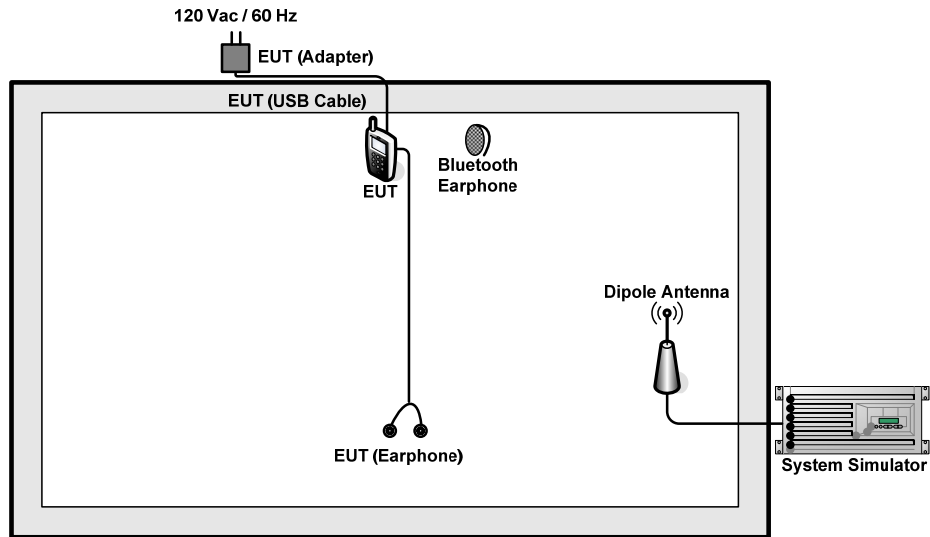 120 Vac / 60 Hz
EUT (Adapter)
EUT (USB Cable)
Bluetooth
Earphone
EUT
Dipole Antenna
EUT (Earphone)
System Simulator